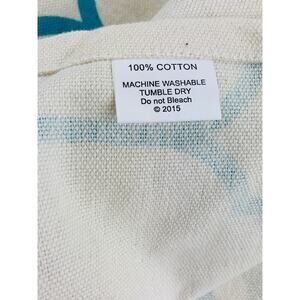 100% COTTON
MACHINE WASHABLE
TUMBLE DRY
Do not Bleach
© 2015